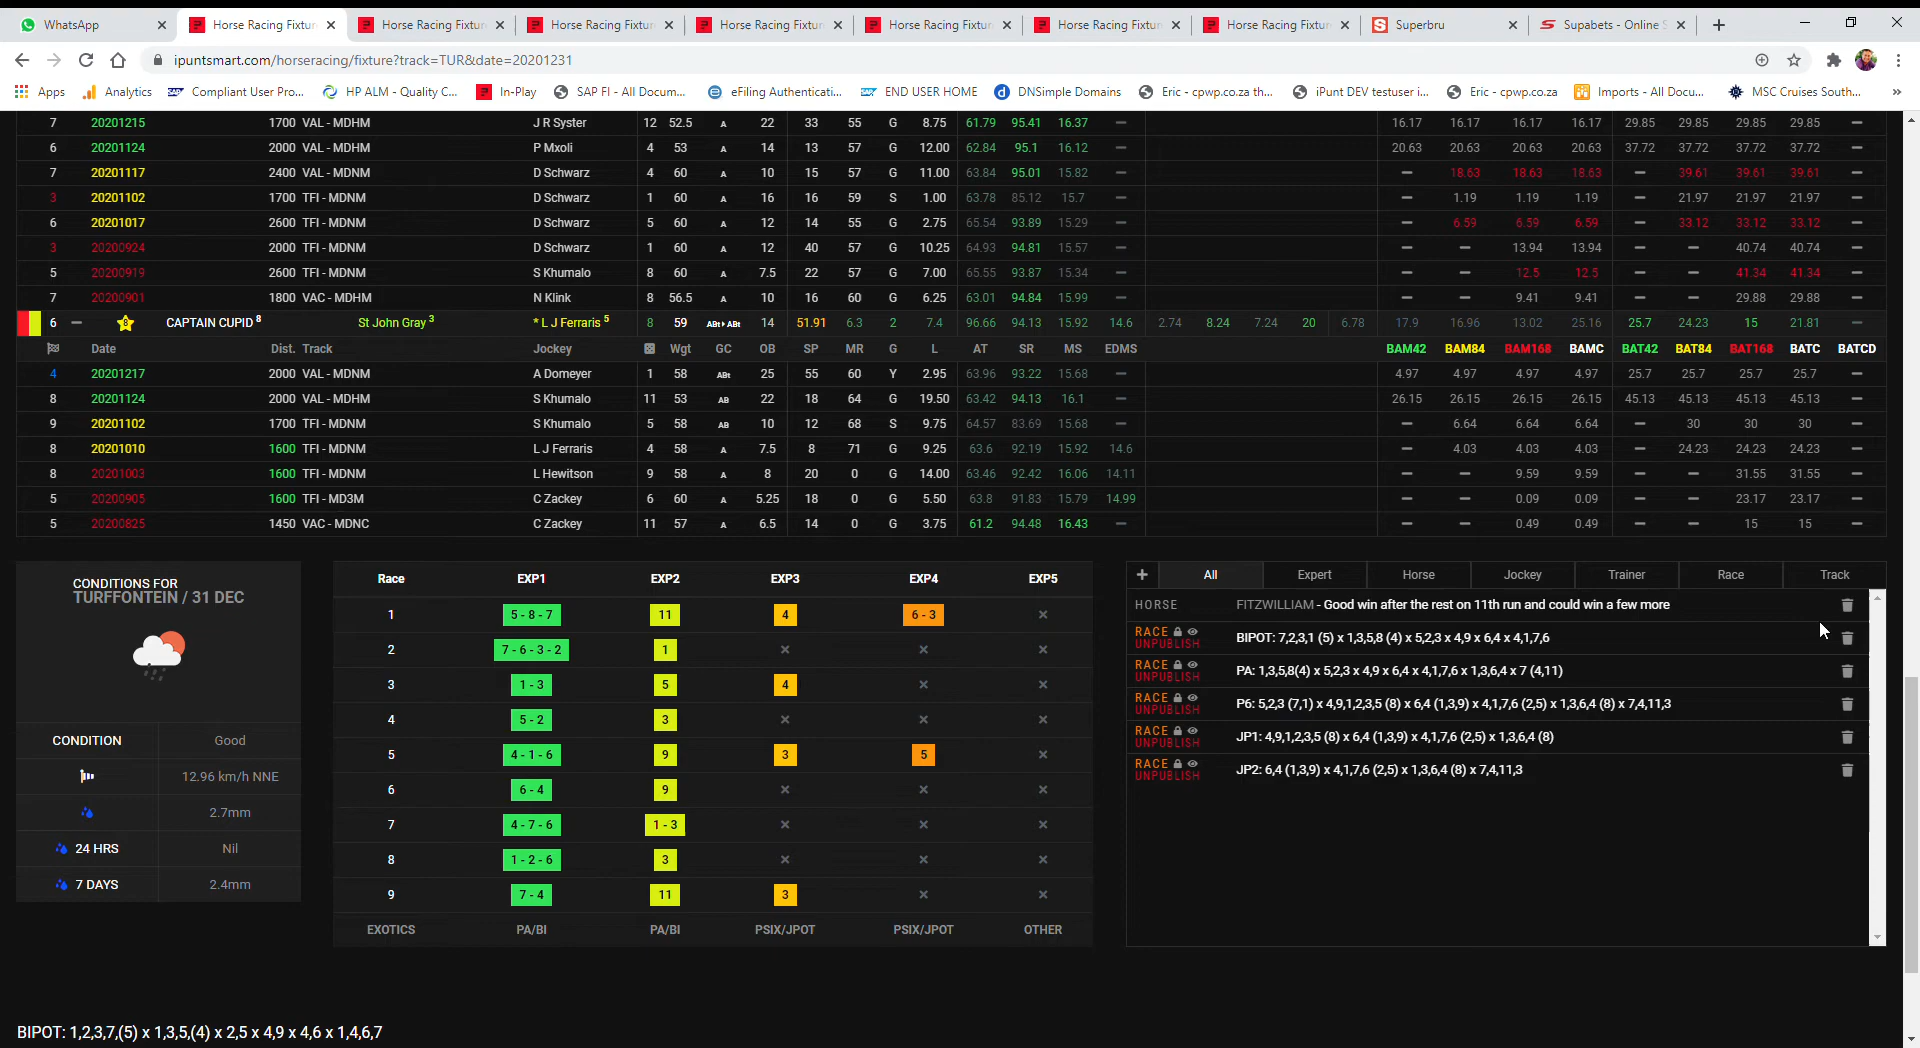 WhatsApp Horse Racing Fixtur Horse Racing Fixtur Horse Racing Fixtur Horse Racing Fixtur Horse Racing Fixtur Horse Racing Fixtur Horse Racing Fixtur Superbru Supabets - Online S
ipuntsmart.com/horseracing/fixture?track=TUR&date=20201231
Apps Analytics Compliant User Pro... HP ALM - Quality C... In-Play SAP FI - All Docum... eFiling Authenticati... END USER HOME DNSimple Domains Eric - cpwp.co.za th... iPunt DEV testuser i... Eric - cpwp.co.za Imports - All Docu... MSC Cruises South... »
7 20201215 1700 VAL - MDHM J R Syster 12 52.5 A 22 33 55 G 8.75 61.79 95.41 16.37 — 16.17 16.17 16.17 16.17 29.85 29.85 29.85 29.85 —
6 20201124 2000 VAL - MDHM P Mxoli 4 53 A 14 13 57 G 12.00 62.84 95.1 16.12 — 20.63 20.63 20.63 20.63 37.72 37.72 37.72 37.72 —
7 20201117 2400 VAL - MDNM D Schwarz 4 60 A 10 15 57 G 11.00 63.84 95.01 15.82 — — 18.63 18.63 18.63 — 39.61 39.61 39.61 —
3 20201102 1700 TFI - MDNM D Schwarz 1 60 A 16 16 59 S 1.00 63.78 85.12 15.7 — — 1.19 1.19 1.19 — 21.97 21.97 21.97 —
6 20201017 2600 TFI - MDNM D Schwarz 5 60 A 12 14 55 G 2.75 65.54 93.89 15.29 — — 6.59 6.59 6.59 — 33.12 33.12 33.12 —
3 20200924 2000 TFI - MDNM D Schwarz 1 60 A 12 40 57 G 10.25 64.93 94.81 15.57 — — — 13.94 13.94 — — 40.74 40.74 —
5 20200919 2600 TFI - MDNM S Khumalo 8 60 A 7.5 22 57 G 7.00 65.55 93.87 15.34 — — — 12.5 12.5 — — 41.34 41.34 —
7 20200901 1800 VAC - MDHM N Klink 8 56.5 A 10 16 60 G 6.25 63.01 94.84 15.99 — — — 9.41 9.41 — — 29.88 29.88 —
6 — 8 CAPTAIN CUPID 8 St John Gray 3 * L J Ferraris 5 8 59 ABt▸ABt 14 51.91 6.3 2 7.4 96.66 94.13 15.92 14.6 2.74 8.24 7.24 20 6.78 17.9 16.96 13.02 25.16 25.7 24.23 15 21.81 —
Date Dist. Track Jockey Wgt GC OB SP MR G L AT SR MS EDMS BAM42 BAM84 BAM168 BAMC BAT42 BAT84 BAT168 BATC BATCD
4 20201217 2000 VAL - MDNM A Domeyer 1 58 ABt 25 55 60 Y 2.95 63.96 93.22 15.68 — 4.97 4.97 4.97 4.97 25.7 25.7 25.7 25.7 —
8 20201124 2000 VAL - MDHM S Khumalo 11 53 AB 22 18 64 G 19.50 63.42 94.13 16.1 — 26.15 26.15 26.15 26.15 45.13 45.13 45.13 45.13 —
9 20201102 1700 TFI - MDNM S Khumalo 5 58 AB 10 12 68 S 9.75 64.57 83.69 15.68 — — 6.64 6.64 6.64 — 30 30 30 —
8 20201010 1600 TFI - MDNM L J Ferraris 4 58 A 7.5 8 71 G 9.25 63.6 92.19 15.92 14.6 — 4.03 4.03 4.03 — 24.23 24.23 24.23 —
8 20201003 1600 TFI - MDNM L Hewitson 9 58 A 8 20 0 G 14.00 63.46 92.42 16.06 14.11 — — 9.59 9.59 — — 31.55 31.55 —
5 20200905 1600 TFI - MD3M C Zackey 6 60 A 5.25 18 0 G 5.50 63.8 91.83 15.79 14.99 — — 0.09 0.09 — — 23.17 23.17 —
5 20200825 1450 VAC - MDNC C Zackey 11 57 A 6.5 14 0 G 3.75 61.2 94.48 16.43 — — — 0.49 0.49 — — 15 15 —
CONDITIONS FOR
TURFFONTEIN / 31 DEC
CONDITION Good
12.96 km/h NNE
2.7mm
24 HRS Nil
7 DAYS 2.4mm
Race EXP1 EXP2 EXP3 EXP4 EXP5
1 5 - 8 - 7 11 4 6 - 3 ×
2 7 - 6 - 3 - 2 1 × × ×
3 1 - 3 5 4 × ×
4 5 - 2 3 × × ×
5 4 - 1 - 6 9 3 5 ×
6 6 - 4 9 × × ×
7 4 - 7 - 6 1 - 3 × × ×
8 1 - 2 - 6 3 × × ×
9 7 - 4 11 3 × ×
EXOTICS PA/BI PA/BI PSIX/JPOT PSIX/JPOT OTHER
+ All Expert Horse Jockey Trainer Race Track
HORSE FITZWILLIAM - Good win after the rest on 11th run and could win a few more
RACE UNPUBLISH BIPOT: 7,2,3,1 (5) x 1,3,5,8 (4) x 5,2,3 x 4,9 x 6,4 x 4,1,7,6
RACE UNPUBLISH PA: 1,3,5,8(4) x 5,2,3 x 4,9 x 6,4 x 4,1,7,6 x 1,3,6,4 x 7 (4,11)
RACE UNPUBLISH P6: 5,2,3 (7,1) x 4,9,1,2,3,5 (8) x 6,4 (1,3,9) x 4,1,7,6 (2,5) x 1,3,6,4 (8) x 7,4,11,3
RACE UNPUBLISH JP1: 4,9,1,2,3,5 (8) x 6,4 (1,3,9) x 4,1,7,6 (2,5) x 1,3,6,4 (8)
RACE UNPUBLISH JP2: 6,4 (1,3,9) x 4,1,7,6 (2,5) x 1,3,6,4 (8) x 7,4,11,3
BIPOT: 1,2,3,7,(5) x 1,3,5,(4) x 2,5 x 4,9 x 4,6 x 1,4,6,7